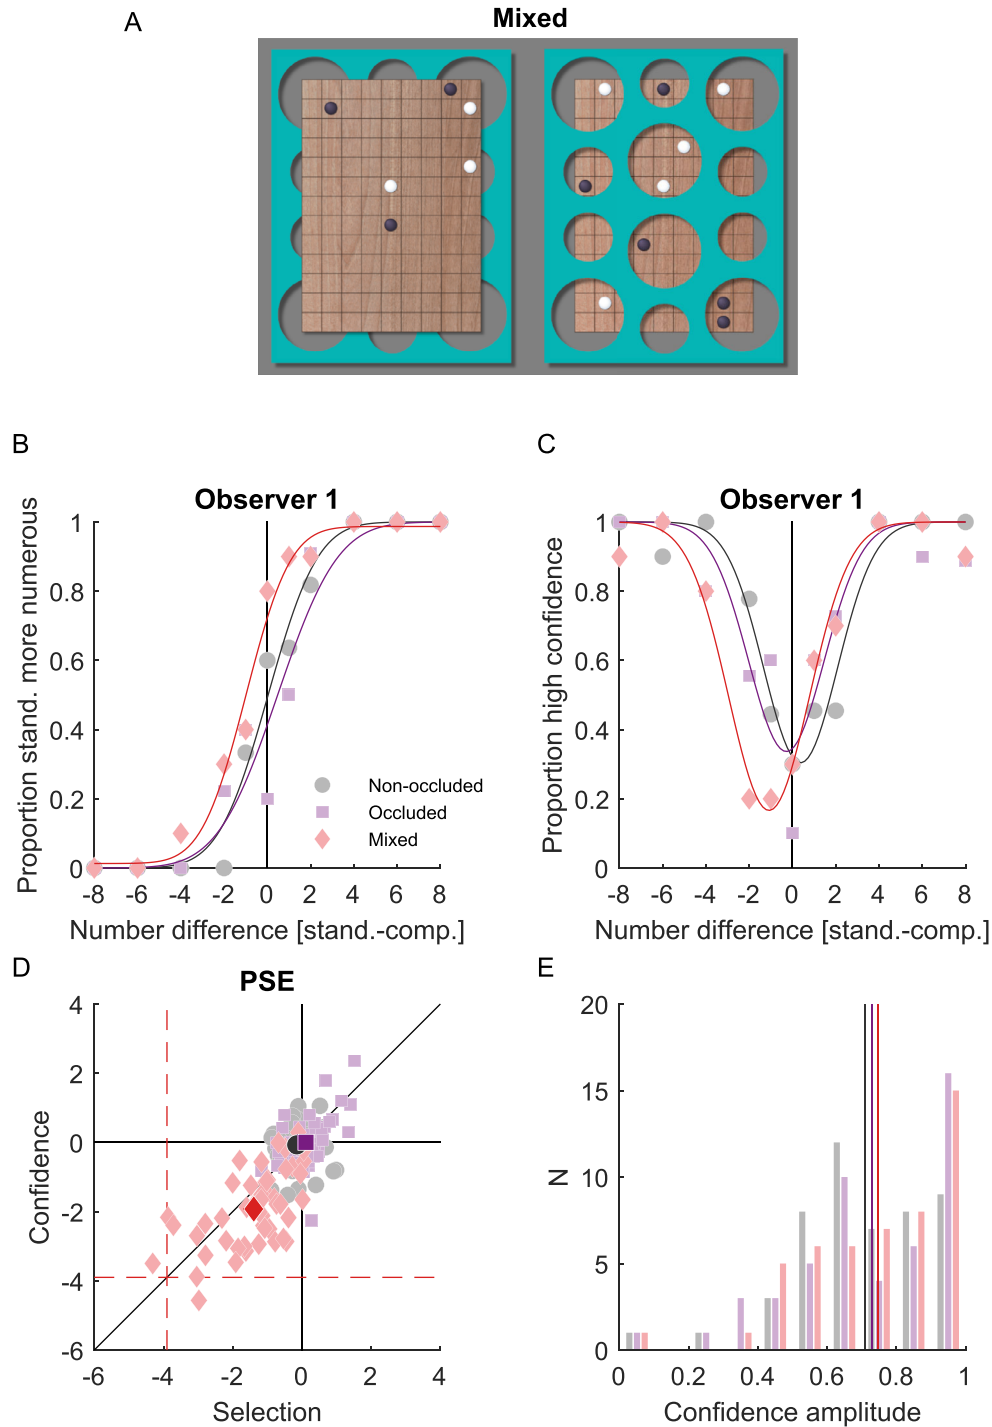 A
Mixed
B
C
Observer 1
Observer 1
Proportion stand. more numerous
1
0.8
0.6
0.4
0.2
0
Non-occluded
Occluded
Mixed
-8 -6 -4 -2 0 2 4 6 8
Number difference [stand.-comp.]
Proportion high confidence
1
0.8
0.6
0.4
0.2
0
-8 -6 -4 -2 0 2 4 6 8
Number difference [stand.-comp.]
D
PSE
E
Confidence
4
2
0
-2
-4
-6
-6 -4 -2 0 2 4
Selection
N
20
15
10
5
0
0 0.2 0.4 0.6 0.8 1
Confidence amplitude